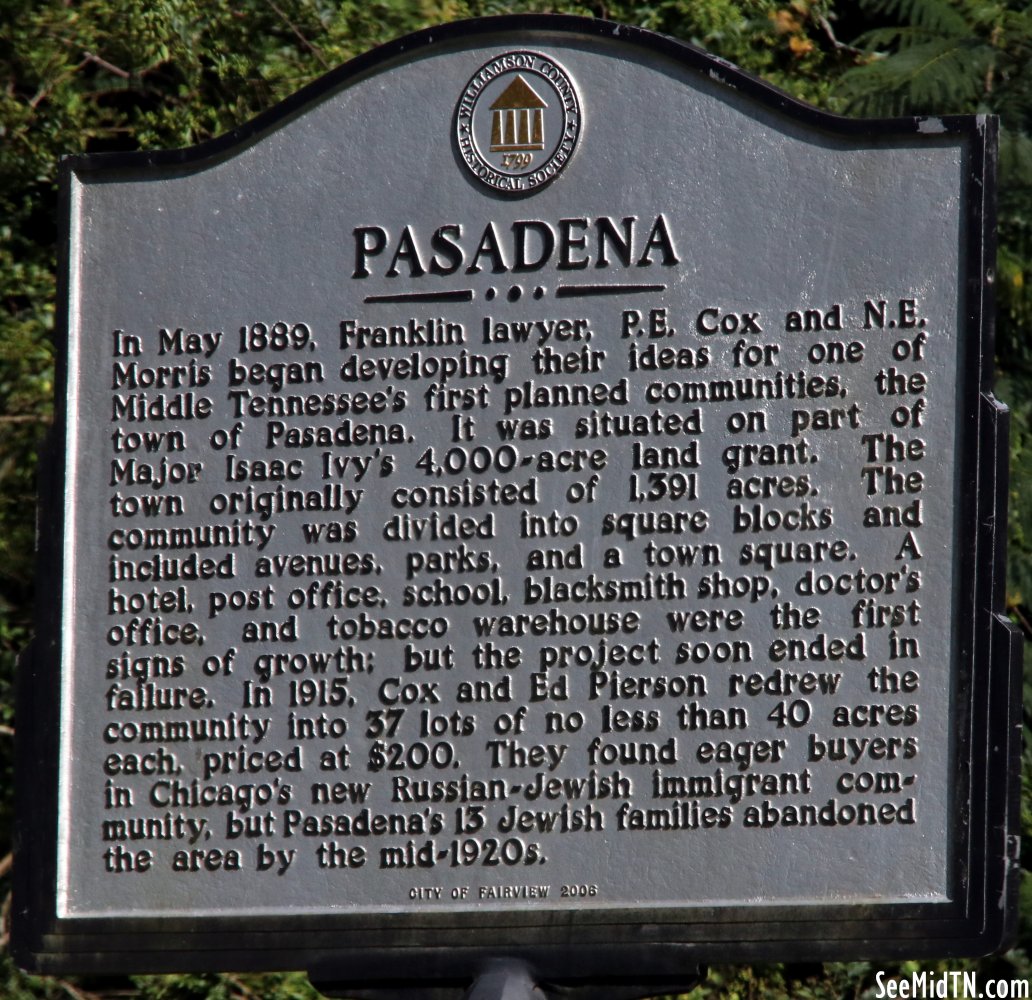 WILLIAMSON COUNTY
HISTORICAL SOCIETY
1799
PASADENA
In May 1889, Franklin lawyer, P.E. Cox and N.E.
Morris began developing their ideas for one of
Middle Tennessee's first planned communities, the
town of Pasadena. It was situated on part of
Major Isaac Ivy's 4,000-acre land grant. The
town originally consisted of 1,391 acres. The
community was divided into square blocks and
included avenues, parks, and a town square. A
hotel, post office, school, blacksmith shop, doctor's
office, and tobacco warehouse were the first
signs of growth; but the project soon ended in
failure. In 1915, Cox and Ed Pierson redrew the
community into 37 lots of no less than 40 acres
each, priced at $200. They found eager buyers
in Chicago's new Russian-Jewish immigrant com-
munity, but Pasadena's 13 Jewish families abandoned
the area by the mid-1920s.
CITY OF FAIRVIEW 2006
SeeMidTN.com